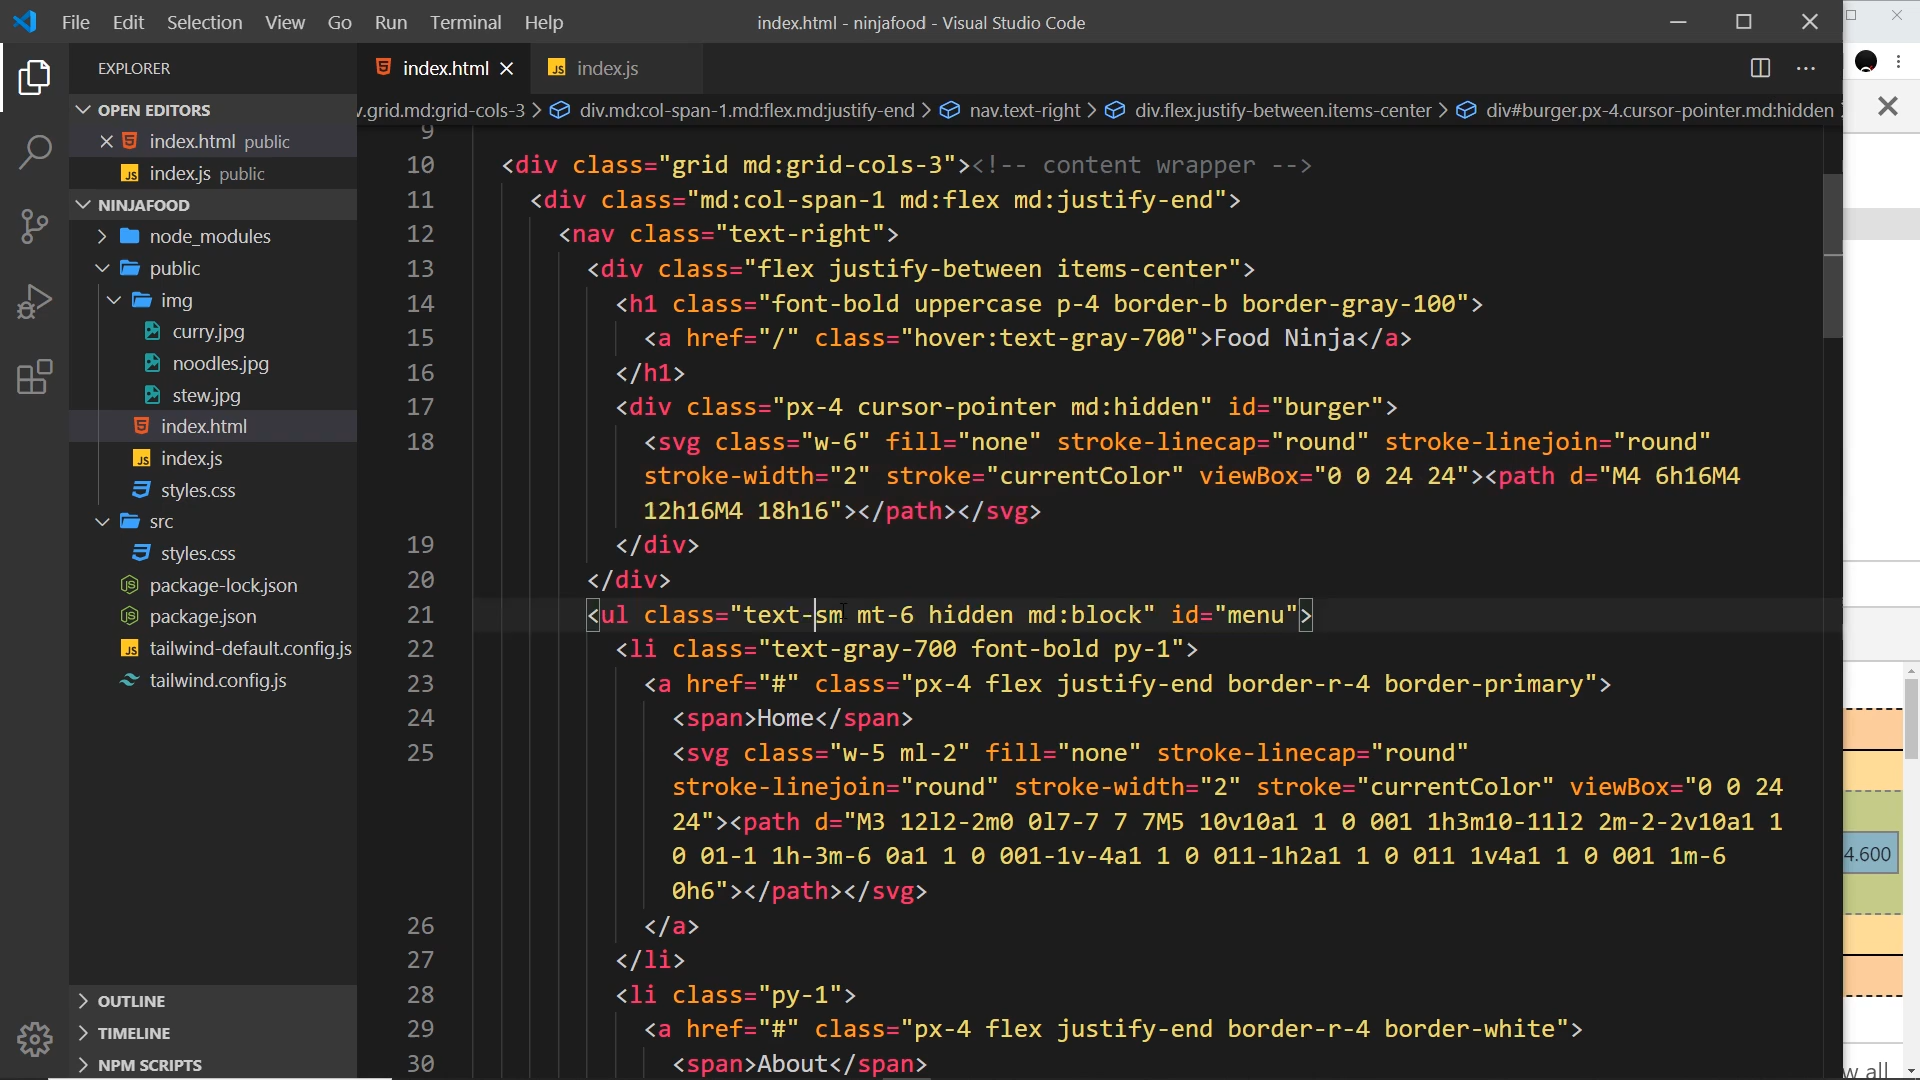 File Edit Selection View Go Run Terminal Help
index.html - ninjafood - Visual Studio Code
EXPLORER
OPEN EDITORS
index.html public
index.js public
NINJAFOOD
node_modules
public
img
curry.jpg
noodles.jpg
stew.jpg
index.html
index.js
styles.css
src
styles.css
package-lock.json
package.json
tailwind-default.config.js
tailwind.config.js
OUTLINE
TIMELINE
NPM SCRIPTS
index.html
index.js
v.grid.md:grid-cols-3 > div.md:col-span-1.md:flex.md:justify-end > nav.text-right > div.flex.justify-between.items-center > div#burger.px-4.cursor-pointer.md:hidden
9
10 <div class="grid md:grid-cols-3"><!-- content wrapper -->
11 <div class="md:col-span-1 md:flex md:justify-end">
12 <nav class="text-right">
13 <div class="flex justify-between items-center">
14 <h1 class="font-bold uppercase p-4 border-b border-gray-100">
15 <a href="/" class="hover:text-gray-700">Food Ninja</a>
16 </h1>
17 <div class="px-4 cursor-pointer md:hidden" id="burger">
18 <svg class="w-6" fill="none" stroke-linecap="round" stroke-linejoin="round"
stroke-width="2" stroke="currentColor" viewBox="0 0 24 24"><path d="M4 6h16M4
12h16M4 18h16"></path></svg>
19 </div>
20 </div>
21 <ul class="text-sm mt-6 hidden md:block" id="menu">
22 <li class="text-gray-700 font-bold py-1">
23 <a href="#" class="px-4 flex justify-end border-r-4 border-primary">
24 <span>Home</span>
25 <svg class="w-5 ml-2" fill="none" stroke-linecap="round"
stroke-linejoin="round" stroke-width="2" stroke="currentColor" viewBox="0 0 24
24"><path d="M3 12l2-2m0 0l7-7 7 7M5 10v10a1 1 0 001 1h3m10-11l2 2m-2-2v10a1 1
0 01-1 1h-3m-6 0a1 1 0 001-1v-4a1 1 0 011-1h2a1 1 0 011 1v4a1 1 0 001 1m-6
0h6"></path></svg>
26 </a>
27 </li>
28 <li class="py-1">
29 <a href="#" class="px-4 flex justify-end border-r-4 border-white">
30 <span>About</span>
4.600
w all